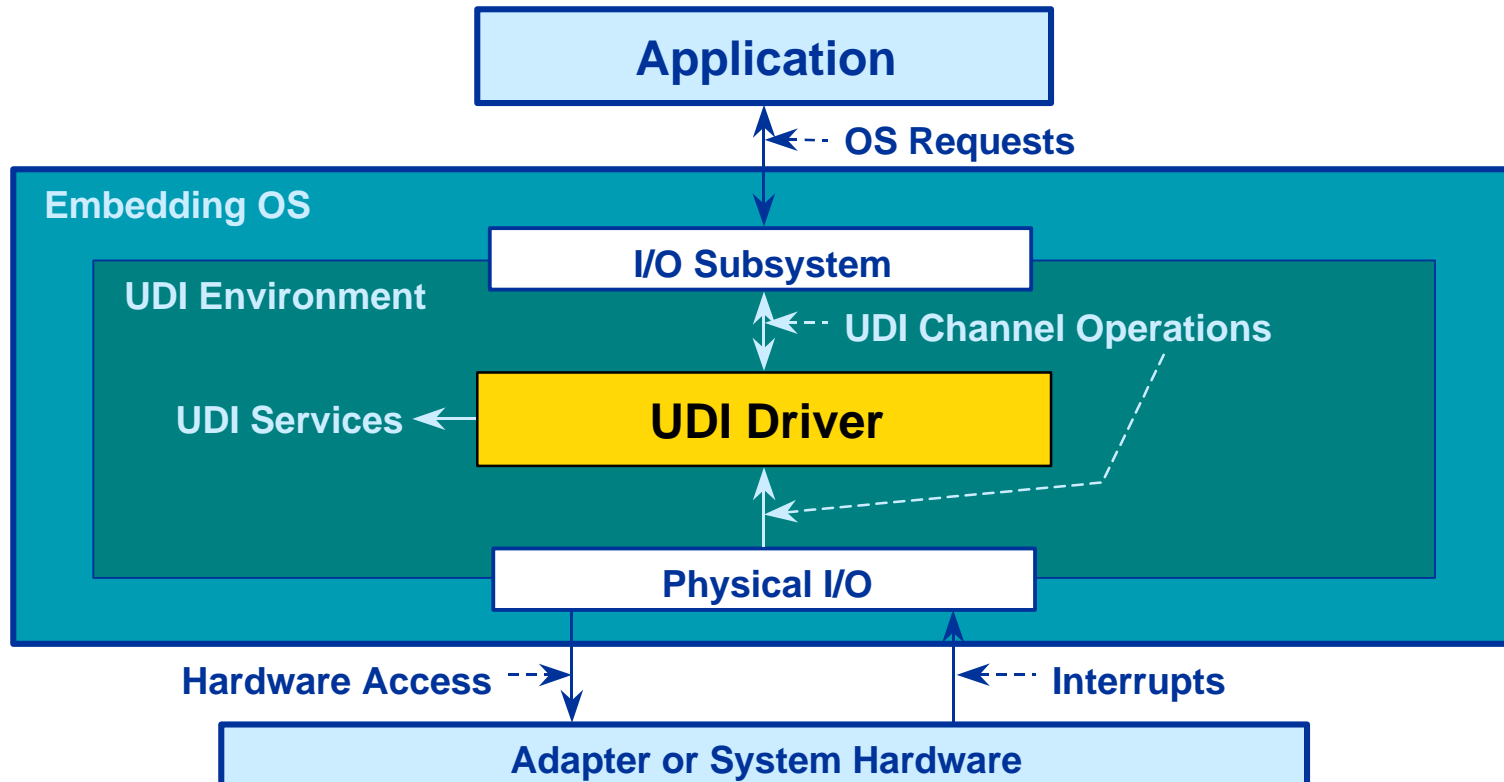 Application
OS Requests
Embedding OS
I/O Subsystem
UDI Environment
UDI Channel Operations
UDI Services
UDI Driver
Physical I/O
Hardware Access
Interrupts
Adapter or System Hardware